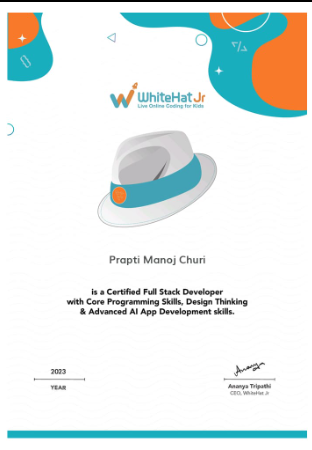 WhiteHat Jr
Live Online Coding for Kids
Prapti Manoj Churi
is a Certified Full Stack Developer
with Core Programming Skills, Design Thinking
& Advanced AI App Development skills.
2023
YEAR
Ananya
Ananya Tripathi
CEO, WhiteHat Jr